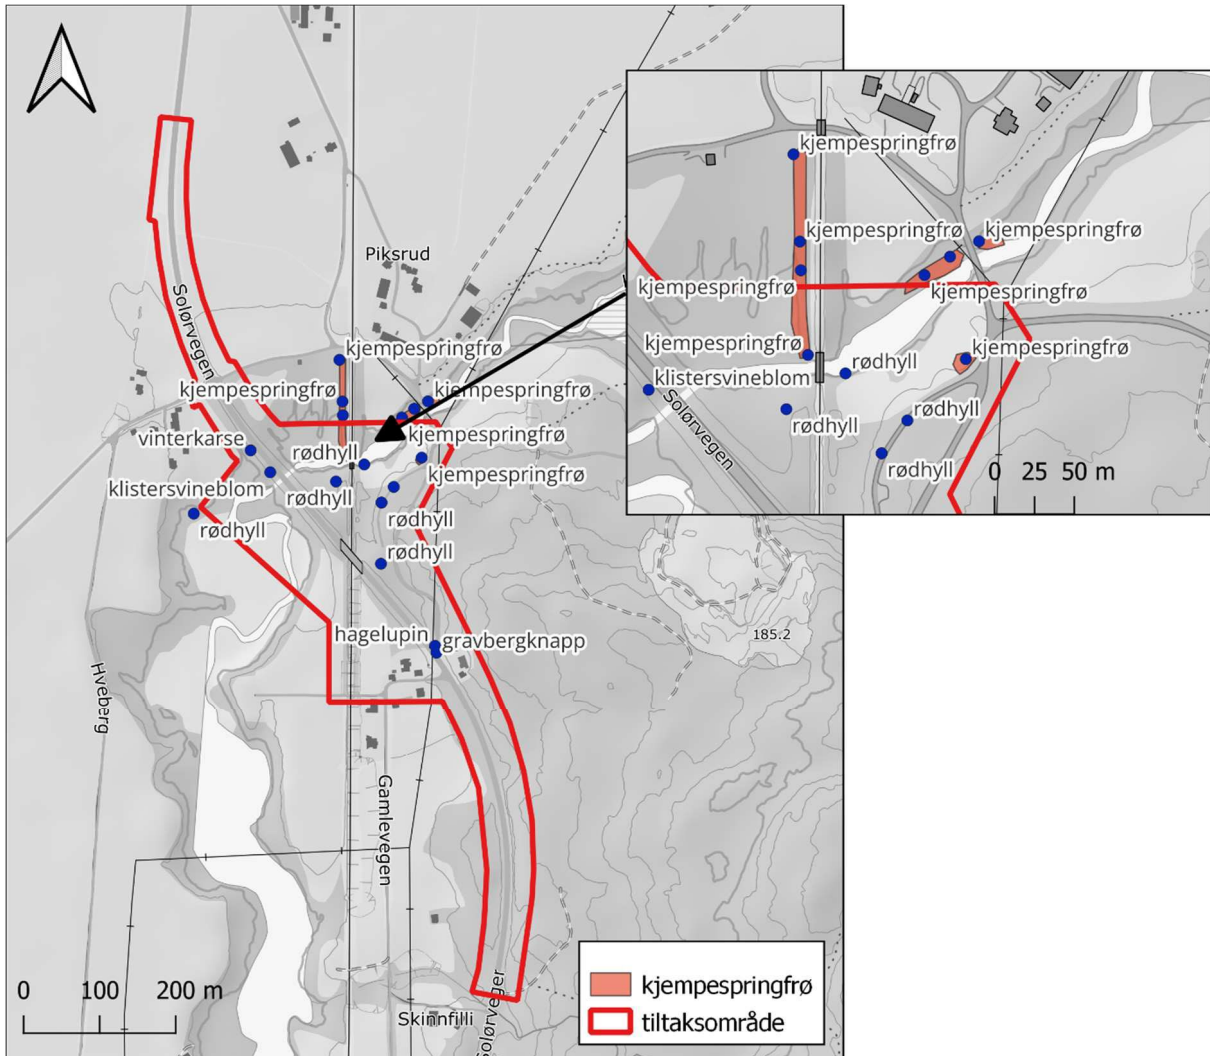 kjempespringfrø
kjempespringfrø
kjempespringfrø
kjempespringfrø
kjempespringfrø
kjempespringfrø
kjempespringfrø
klistersvineblom
rødhyll
rødhyll
rødhyll
rødhyll
Solørvegen
0 25 50 m
Piksrud
Solørvegen
kjempespringfrø
kjempespringfrø
kjempespringfrø
kjempespringfrø
kjempespringfrø
vinterkarse
rødhyll
klistersvineblom
rødhyll
rødhyll
rødhyll
rødhyll
hagelupin
gravbergknapp
185.2
Hveberg
Gamlevegen
0 100 200 m
Skinnfilli
Solørveger
kjempespringfrø
tiltaksområde